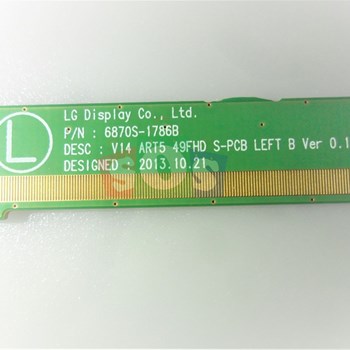 LG Display Co., Ltd.
P/N : 6870S-1786B
DESC : V14 ART5 49FHD S-PCB LEFT B Ver 0.1
DESIGNED : 2013.10.21
L
SOS